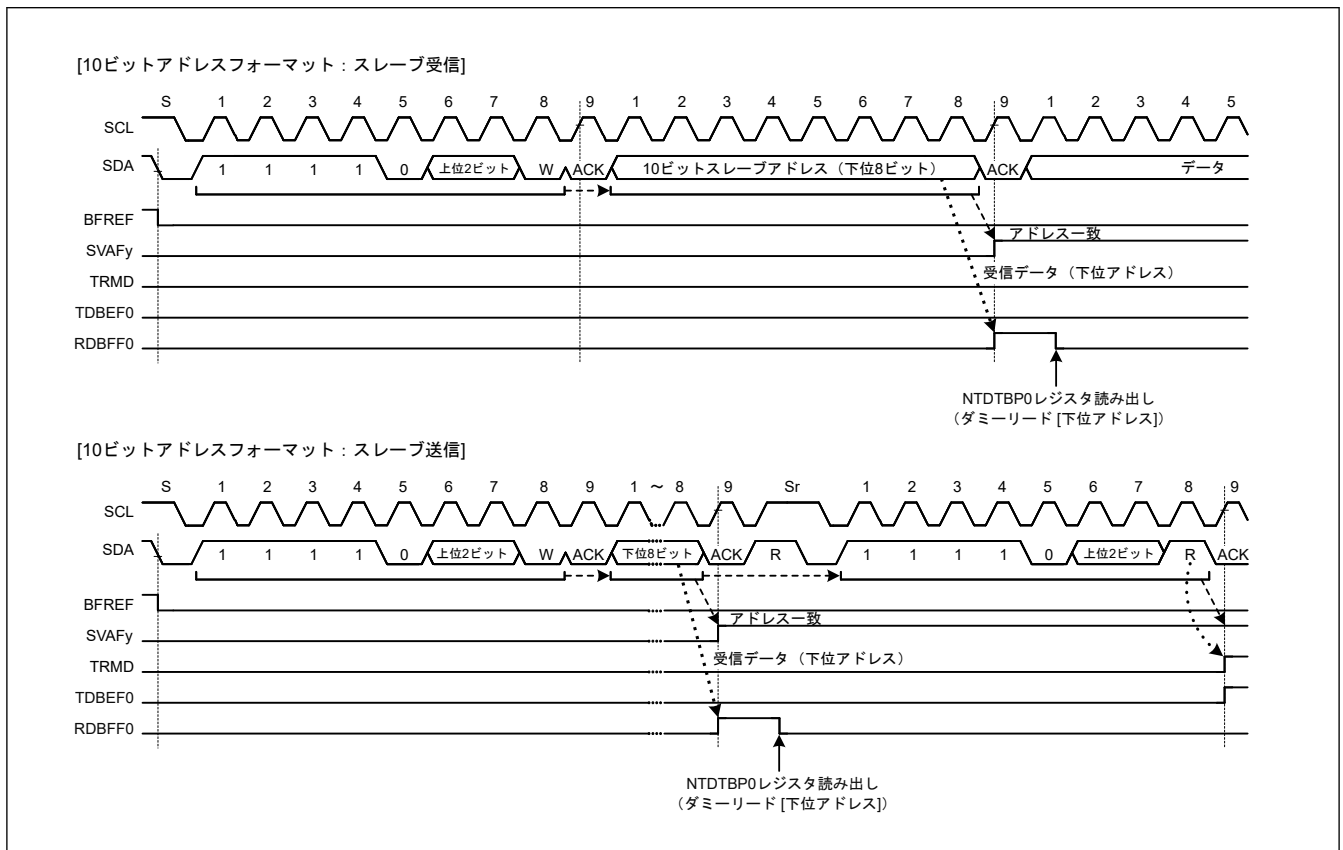 [10ビットアドレスフォーマット：スレーブ受信]
S 1 2 3 4 5 6 7 8 9 1 2 3 4 5 6 7 8 9 1 2 3 4 5
SCL
SDA 1 1 1 1 0 上位2ビット W ACK 10ビットスレーブアドレス（下位8ビット） ACK データ
BFREF
アドレス一致
SVAFy
受信データ（下位アドレス）
TRMD
TDBEF0
RDBFF0
NTDTBP0レジスタ読み出し
（ダミーリード [下位アドレス]）
[10ビットアドレスフォーマット：スレーブ送信]
S 1 2 3 4 5 6 7 8 9 1 ～ 8 9 Sr 1 2 3 4 5 6 7 8 9
SCL
SDA 1 1 1 1 0 上位2ビット W ACK 下位8ビット ACK R 1 1 1 1 0 上位2ビット R ACK
BFREF
アドレス一致
SVAFy
受信データ（下位アドレス）
TRMD
TDBEF0
RDBFF0
NTDTBP0レジスタ読み出し
（ダミーリード [下位アドレス]）